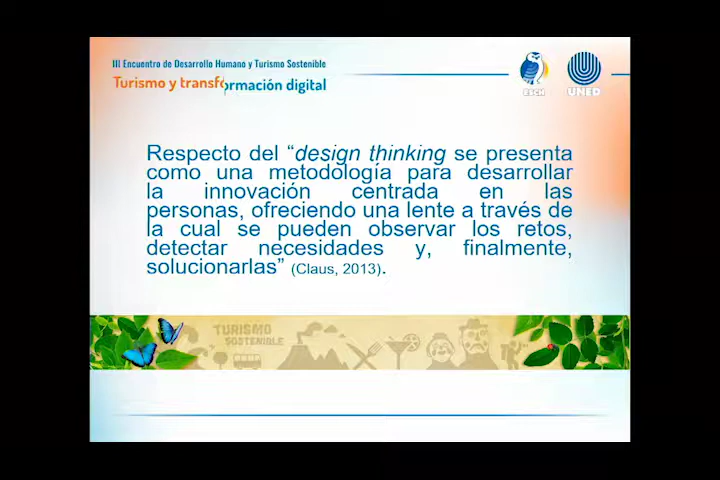 III Encuentro de Desarrollo Humano y Turismo Sostenible
Turismo y transformación digital
ESCH
UNED
Respecto del “design thinking se presenta
como una metodología para desarrollar
la innovación centrada en las
personas, ofreciendo una lente a través de
la cual se pueden observar los retos,
detectar necesidades y, finalmente,
solucionarlas” (Claus, 2013).
TURISMO
SOSTENIBLE